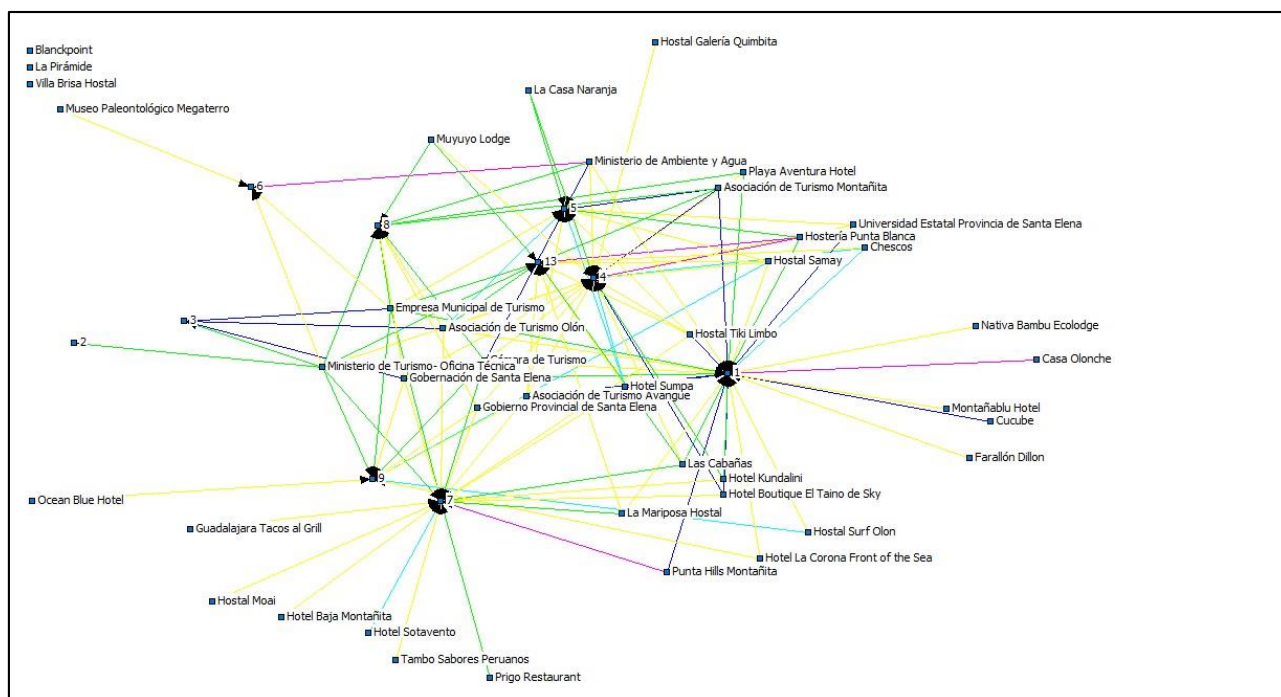 Hostal Galería Quimbita
Blanckpoint
La Pirámide
Villa Brisa Hostal
La Casa Naranja
Museo Paleontológico Megaterro
Muyuyo Lodge
Ministerio de Ambiente y Agua
Playa Aventura Hotel
6
Asociación de Turismo Montañita
5
8
Universidad Estatal Provincia de Santa Elena
Hostería Punta Blanca
Chescos
13
Hostal Samay
4
Empresa Municipal de Turismo
3
Asociación de Turismo Olón
Nativa Bambu Ecolodge
Hostal Tiki Limbo
2
Cámara de Turismo
Casa Olonche
Ministerio de Turismo- Oficina Técnica
1
Gobernación de Santa Elena
Hotel Sumpa
Asociación de Turismo Avangue
Gobierno Provincial de Santa Elena
Montañablu Hotel
Cucube
Farallón Dillon
Las Cabañas
9
Hotel Kundalini
Hotel Boutique El Taino de Sky
Ocean Blue Hotel
7
La Mariposa Hostal
Guadalajara Tacos al Grill
Hostal Surf Olon
Hotel La Corona Front of the Sea
Punta Hills Montañita
Hostal Moai
Hotel Baja Montañita
Hotel Sotavento
Tambo Sabores Peruanos
Prigo Restaurant